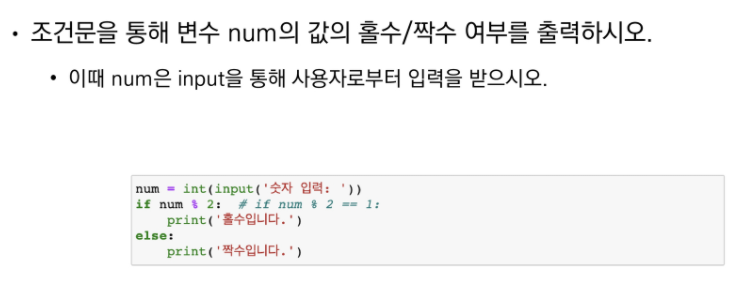 • 조건문을 통해 변수 num의 값의 홀수/짝수 여부를 출력하시오.
• 이때 num은 input을 통해 사용자로부터 입력을 받으시오.
num = int(input('숫자 입력: '))
if num % 2:  # if num % 2 == 1:
    print('홀수입니다.')
else:
    print('짝수입니다.')